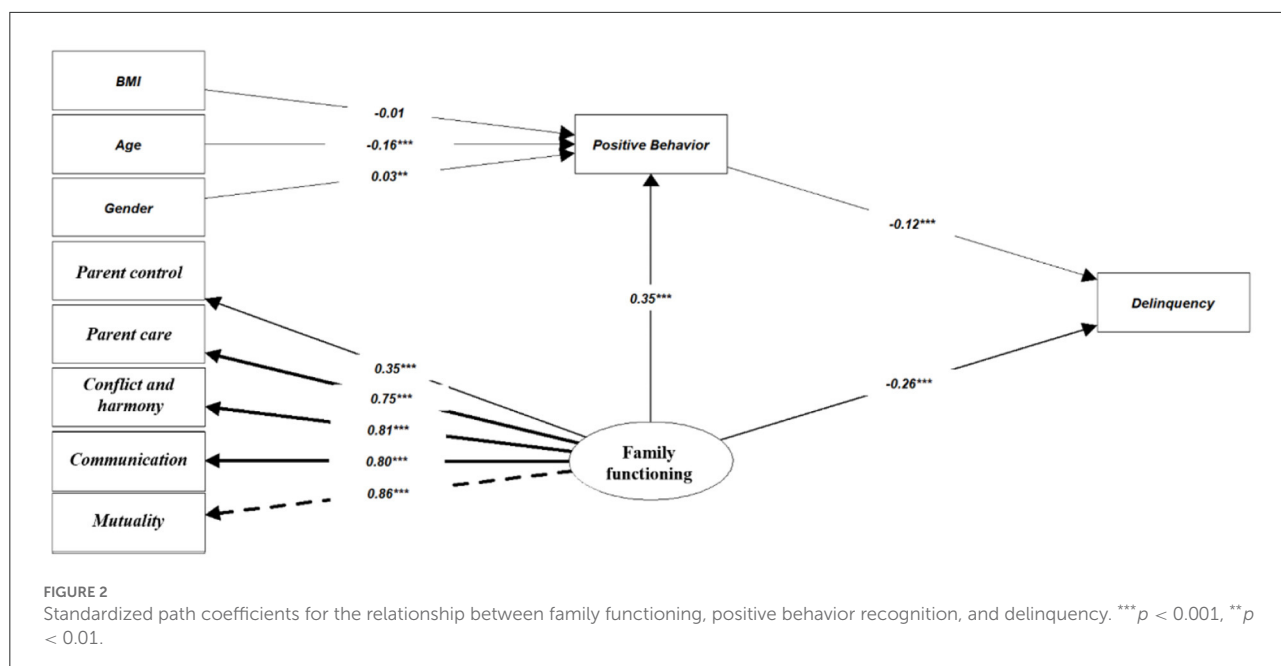 BMI
-0.01
Age
-0.16***
Positive Behavior
Gender
0.03**
-0.12***
Parent control
0.35***
Delinquency
Parent care
0.35***
-0.26***
Conflict and
harmony
0.75***
0.81***
Communication
0.80***
Family
functioning
0.86***
Mutuality
FIGURE 2
Standardized path coefficients for the relationship between family functioning, positive behavior recognition, and delinquency. ***p < 0.001, **p
< 0.01.